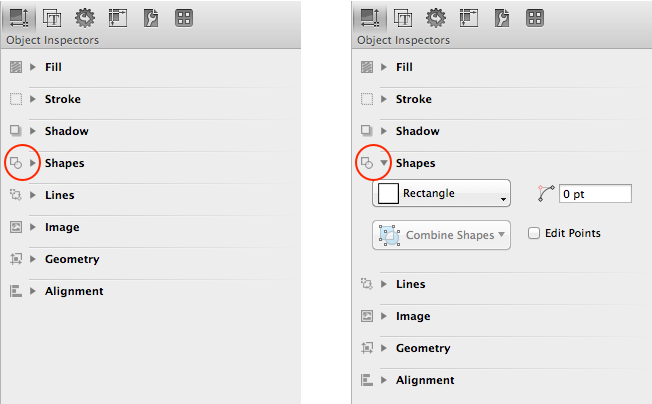 Object Inspectors
Fill
Stroke
Shadow
Shapes
Lines
Image
Geometry
Alignment
Object Inspectors
Fill
Stroke
Shadow
Shapes
Rectangle
0 pt
Combine Shapes
Edit Points
Lines
Image
Geometry
Alignment